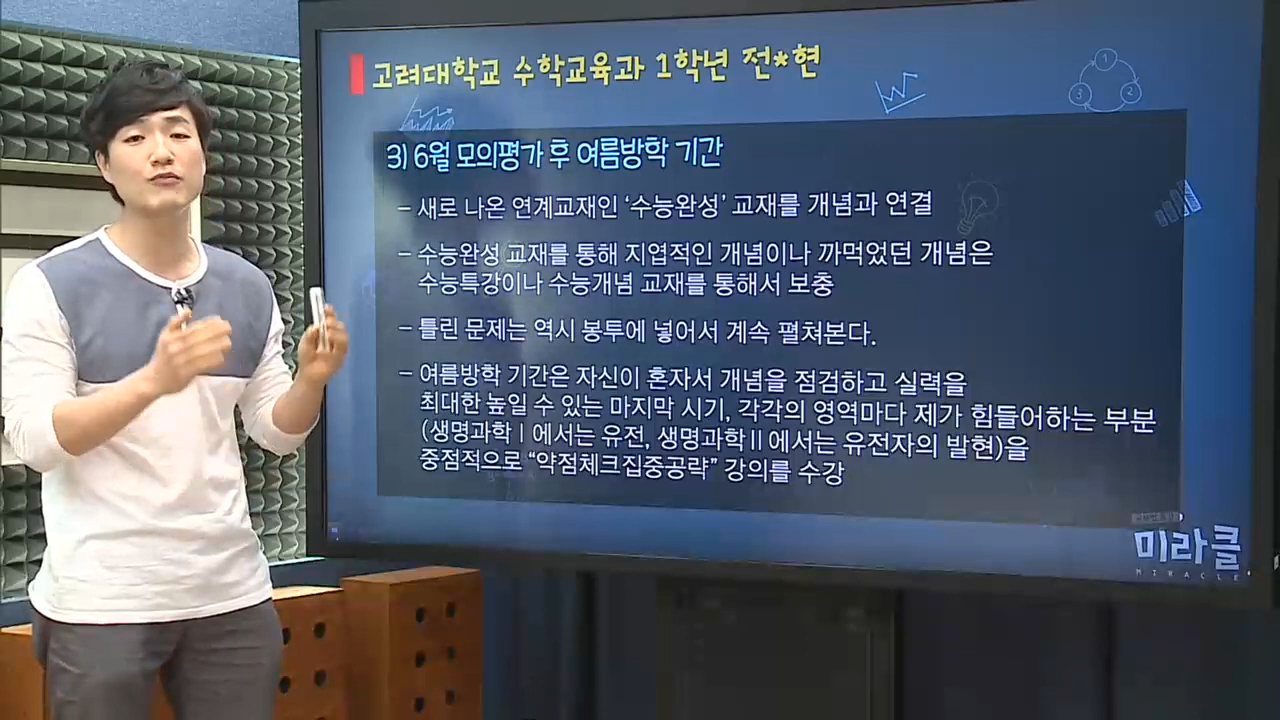 고려대학교 수학교육과 1학년 전*현
3) 6월 모의평가 후 여름방학 기간
- 새로 나온 연계교재인 '수능완성' 교재를 개념과 연결
- 수능완성 교재를 통해 지엽적인 개념이나 까먹었던 개념은
수능특강이나 수능개념 교재를 통해서 보충
- 틀린 문제는 역시 봉투에 넣어서 계속 펼쳐본다.
- 여름방학 기간은 자신이 혼자서 개념을 점검하고 실력을
최대한 높일 수 있는 마지막 시기, 각각의 영역마다 제가 힘들어하는 부분
(생명과학Ⅰ에서는 유전, 생명과학Ⅱ에서는 유전자의 발현)을
중점적으로 "약점체크집중공략" 강의를 수강
1
3 2
미라클
MIRACLE